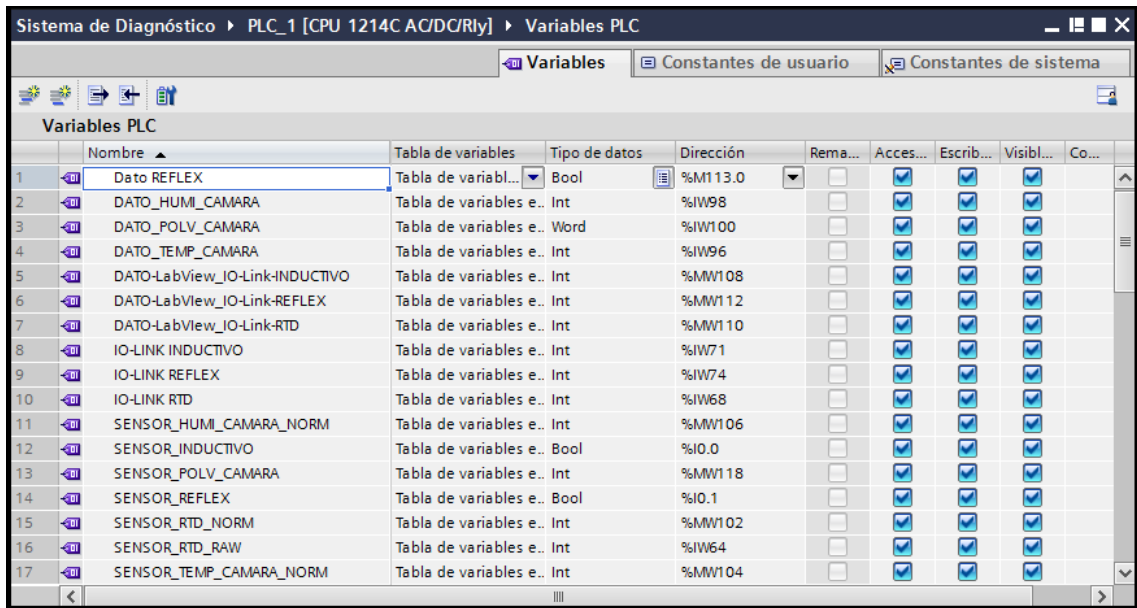 Sistema de Diagnóstico ▸ PLC_1 [CPU 1214C AC/DC/Rly] ▸ Variables PLC
Variables Constantes de usuario Constantes de sistema
Variables PLC
Nombre Tabla de variables Tipo de datos Dirección Rema... Acces... Escrib... Visibl... Co...
1 Dato REFLEX Tabla de variabl... Bool %M113.0
2 DATO_HUMI_CAMARA Tabla de variables e.. Int %IW98
3 DATO_POLV_CAMARA Tabla de variables e.. Word %IW100
4 DATO_TEMP_CAMARA Tabla de variables e.. Int %IW96
5 DATO-LabView_IO-Link-INDUCTIVO Tabla de variables e.. Int %MW108
6 DATO-LabVIew_IO-Link-REFLEX Tabla de variables e.. Int %MW112
7 DATO-LabVIew_IO-Link-RTD Tabla de variables e.. Int %MW110
8 IO-LINK INDUCTIVO Tabla de variables e.. Int %IW71
9 IO-LINK REFLEX Tabla de variables e.. Int %IW74
10 IO-LINK RTD Tabla de variables e.. Int %IW68
11 SENSOR_HUMI_CAMARA_NORM Tabla de variables e.. Int %MW106
12 SENSOR_INDUCTIVO Tabla de variables e.. Bool %I0.0
13 SENSOR_POLV_CAMARA Tabla de variables e.. Int %MW118
14 SENSOR_REFLEX Tabla de variables e.. Bool %I0.1
15 SENSOR_RTD_NORM Tabla de variables e.. Int %MW102
16 SENSOR_RTD_RAW Tabla de variables e.. Int %IW64
17 SENSOR_TEMP_CAMARA_NORM Tabla de variables e.. Int %MW104